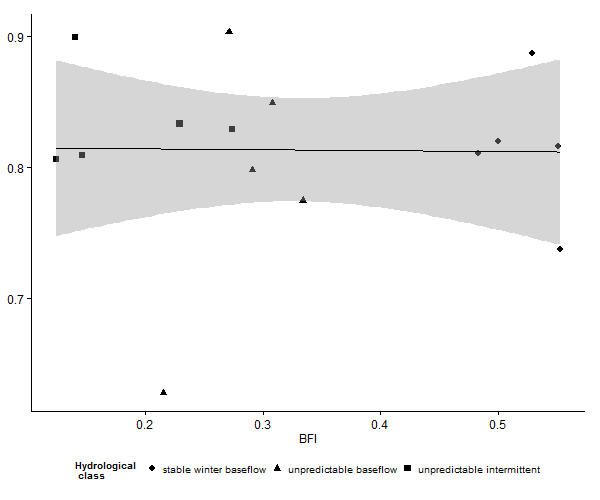 0.9
0.8
0.7
0.2 0.3 0.4 0.5
BFI
Hydrological
class
stable winter baseflow unpredictable baseflow unpredictable intermittent